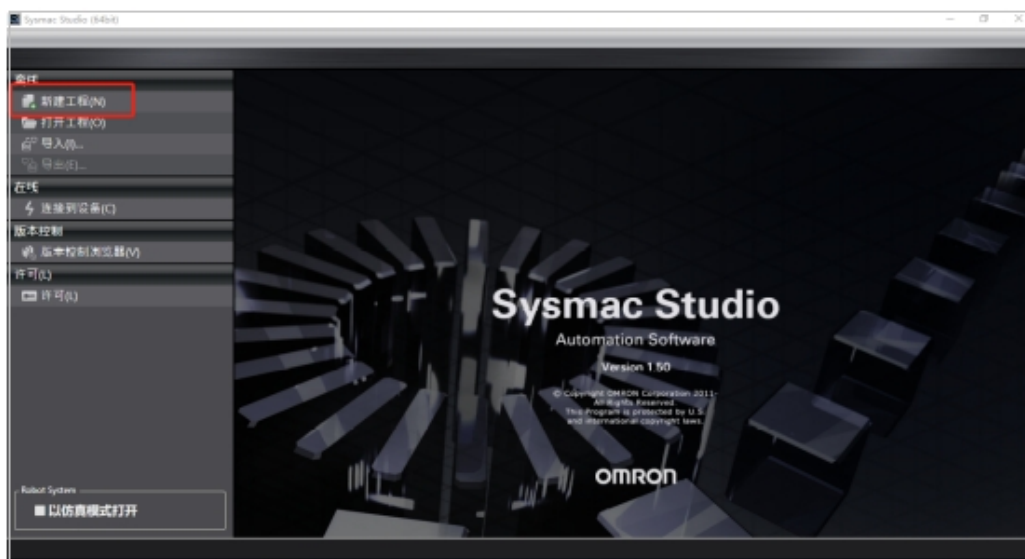 Sysmac Studio (64bit)
离线
新建工程(N)
打开工程(O)
导入(I)...
导出(E)...
在线
连接到设备(C)
版本控制
版本控制浏览器(V)
许可(L)
许可(L)
Sysmac Studio
Automation Software
Version 1.50
© Copyright OMRON Corporation 2011-
All Rights Reserved.
This Program is protected by U.S.
and international copyright laws.
OMRON
Robot System
以仿真模式打开